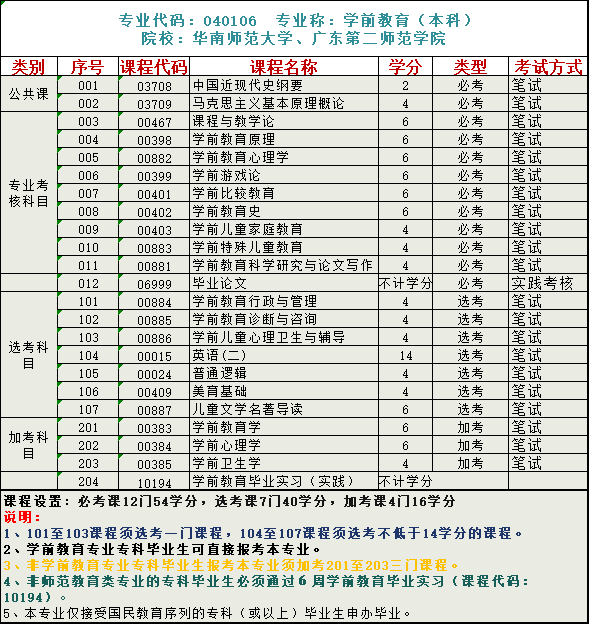 专业代码：040106 专业称：学前教育（本科）
院校：华南师范大学、广东第二师范学院
类别 序号 课程代码 课程名称 学分 类型 考试方式
公共课
001 03708 中国近现代史纲要 2 必考 笔试
002 03709 马克思主义基本原理概论 4 必考 笔试
专业考核科目
003 00467 课程与教学论 6 必考 笔试
004 00398 学前教育原理 6 必考 笔试
005 00882 学前教育心理学 6 必考 笔试
006 00399 学前游戏论 6 必考 笔试
007 00401 学前比较教育 6 必考 笔试
008 00402 学前教育史 6 必考 笔试
009 00403 学前儿童家庭教育 4 必考 笔试
010 00883 学前特殊儿童教育 4 必考 笔试
011 00881 学前教育科学研究与论文写作 4 必考 笔试
012 06999 毕业论文 不计学分 必考 实践考核
选考科目
101 00884 学前教育行政与管理 4 选考 笔试
102 00885 学前教育诊断与咨询 4 选考 笔试
103 00886 学前儿童心理卫生与辅导 4 选考 笔试
104 00015 英语(二) 14 选考 笔试
105 00024 普通逻辑 4 选考 笔试
106 00409 美育基础 4 选考 笔试
107 00887 儿童文学名著导读 6 选考 笔试
加考科目
201 00383 学前教育学 6 加考 笔试
202 00384 学前心理学 6 加考 笔试
203 00385 学前卫生学 4 加考 笔试
204 10194 学前教育毕业实习（实践） 不计学分
课程设置：必考课12门54学分，选考课7门40学分，加考课4门16学分
说明：
1、101至103课程须选考一门课程，104至107课程须选考不低于14学分的课程。
2、学前教育专业专科毕业生可直接报考本专业。
3、非学前教育专业专科毕业生报考本专业须加考201至203三门课程。
4、非师范教育类专业的专科毕业生必须通过6周学前教育毕业实习（课程代码：
10194）。
5、本专业仅接受国民教育序列的专科（或以上）毕业生申办毕业。